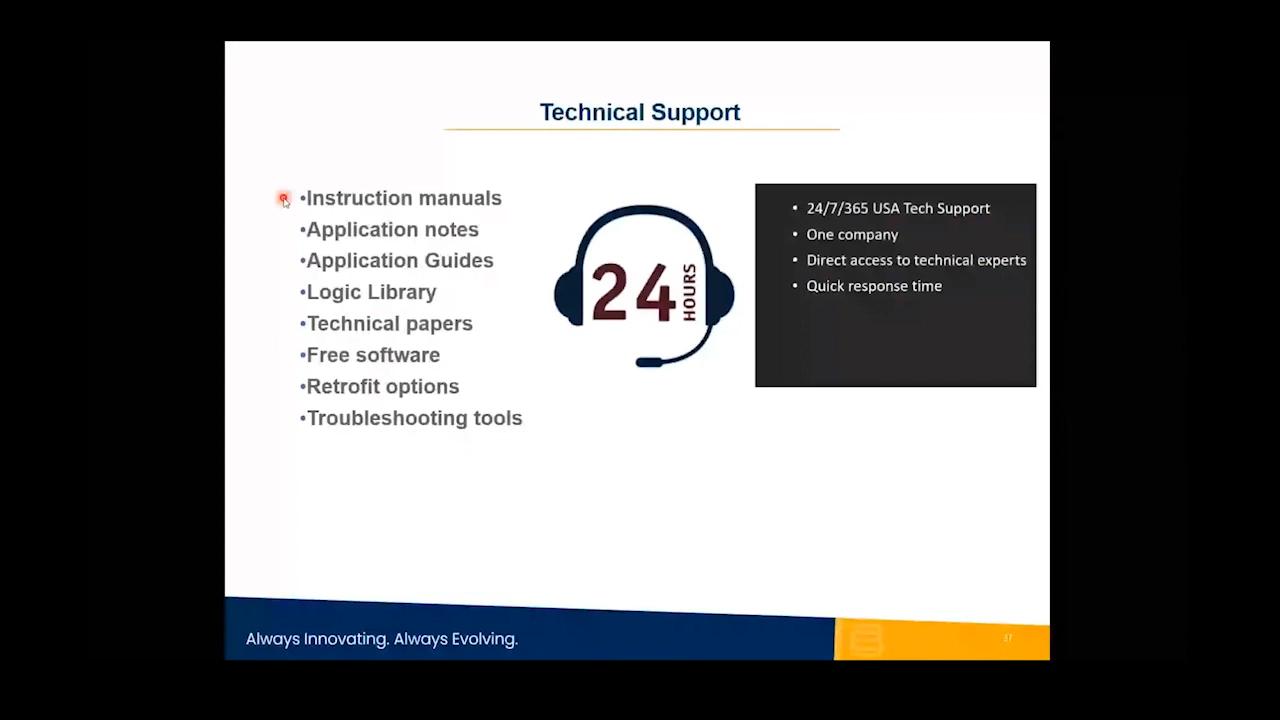 Technical Support
•Instruction manuals
•Application notes
•Application Guides
•Logic Library
•Technical papers
•Free software
•Retrofit options
•Troubleshooting tools
24 HOURS
• 24/7/365 USA Tech Support
• One company
• Direct access to technical experts
• Quick response time
Always Innovating. Always Evolving.
37